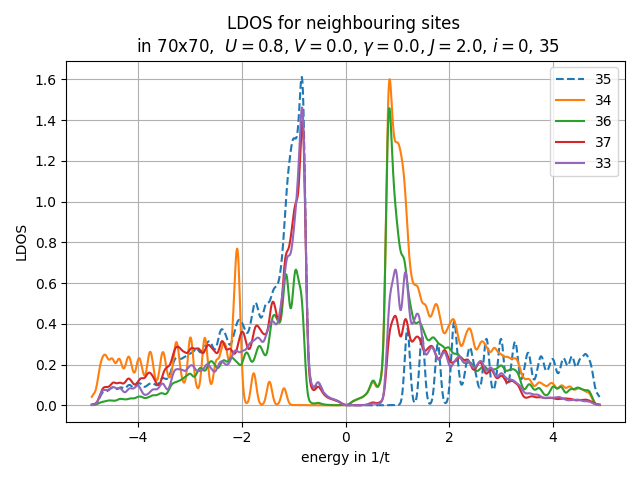 LDOS for neighbouring sites
in 70x70, U = 0.8, V = 0.0, γ = 0.0, J = 2.0, i = 0, 35
35
34
36
37
33
1.6
1.4
1.2
1.0
0.8
0.6
0.4
0.2
0.0
LDOS
−4 −2 0 2 4
energy in 1/t